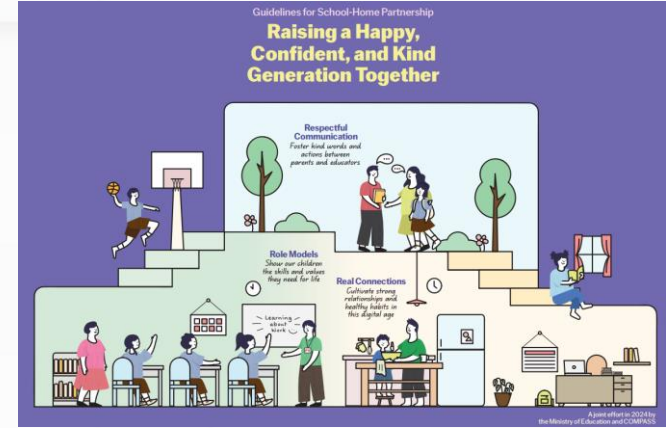 Guidelines for School-Home Partnership
Raising a Happy,
Confident, and Kind
Generation Together
Respectful
Communication
Foster kind words and
actions between
parents and educators
Role Models
Show our children
the skills and values
they need for life
Real Connections
Cultivate strong
relationships and
healthy habits in
this digital age
Learning
about
Work
A joint effort in 2024 by
the Ministry of Education and COMPASS